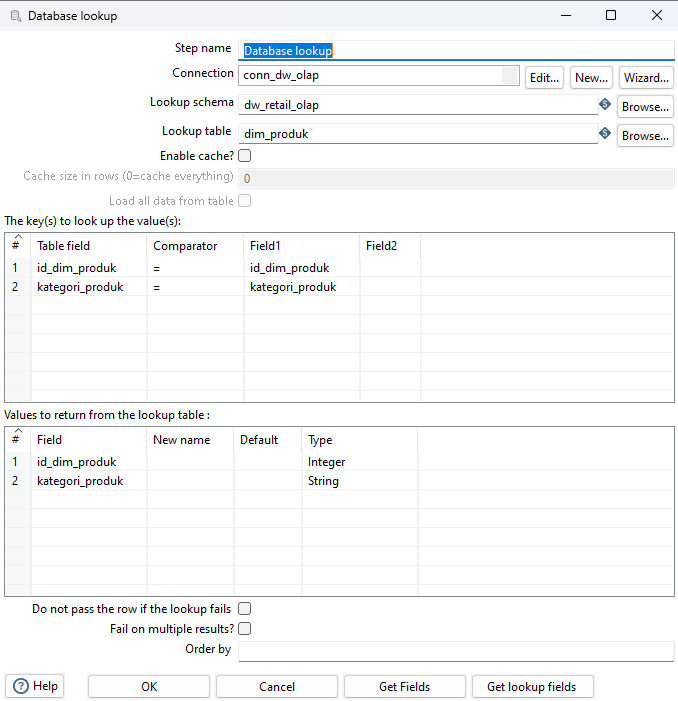 Database lookup
Step name Database lookup
Connection conn_dw_olap Edit... New... Wizard...
Lookup schema dw_retail_olap Browse...
Lookup table dim_produk Browse...
Enable cache?
Cache size in rows (0=cache everything) 0
Load all data from table
The key(s) to look up the value(s):
# Table field Comparator Field1 Field2
1 id_dim_produk = id_dim_produk
2 kategori_produk = kategori_produk
Values to return from the lookup table :
# Field New name Default Type
1 id_dim_produk Integer
2 kategori_produk String
Do not pass the row if the lookup fails
Fail on multiple results?
Order by
Help OK Cancel Get Fields Get lookup fields